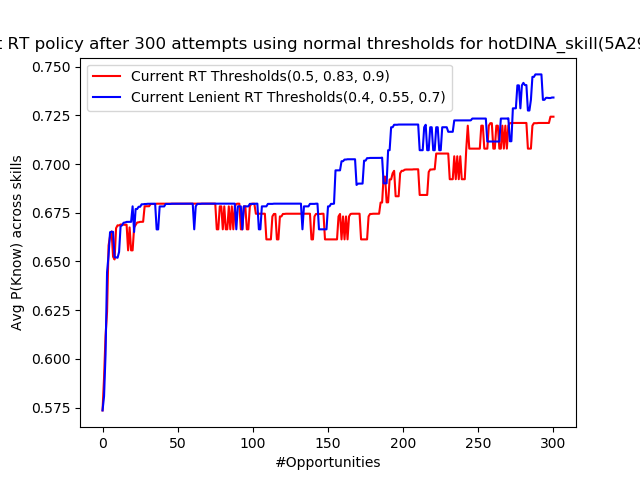 RT policy after 300 attempts using normal thresholds for hotDINA_skill(5A29
Current RT Thresholds(0.5, 0.83, 0.9)
Current Lenient RT Thresholds(0.4, 0.55, 0.7)
Avg P(Know) across skills
0.750
0.725
0.700
0.675
0.650
0.625
0.600
0.575
0 50 100 150 200 250 300
#Opportunities